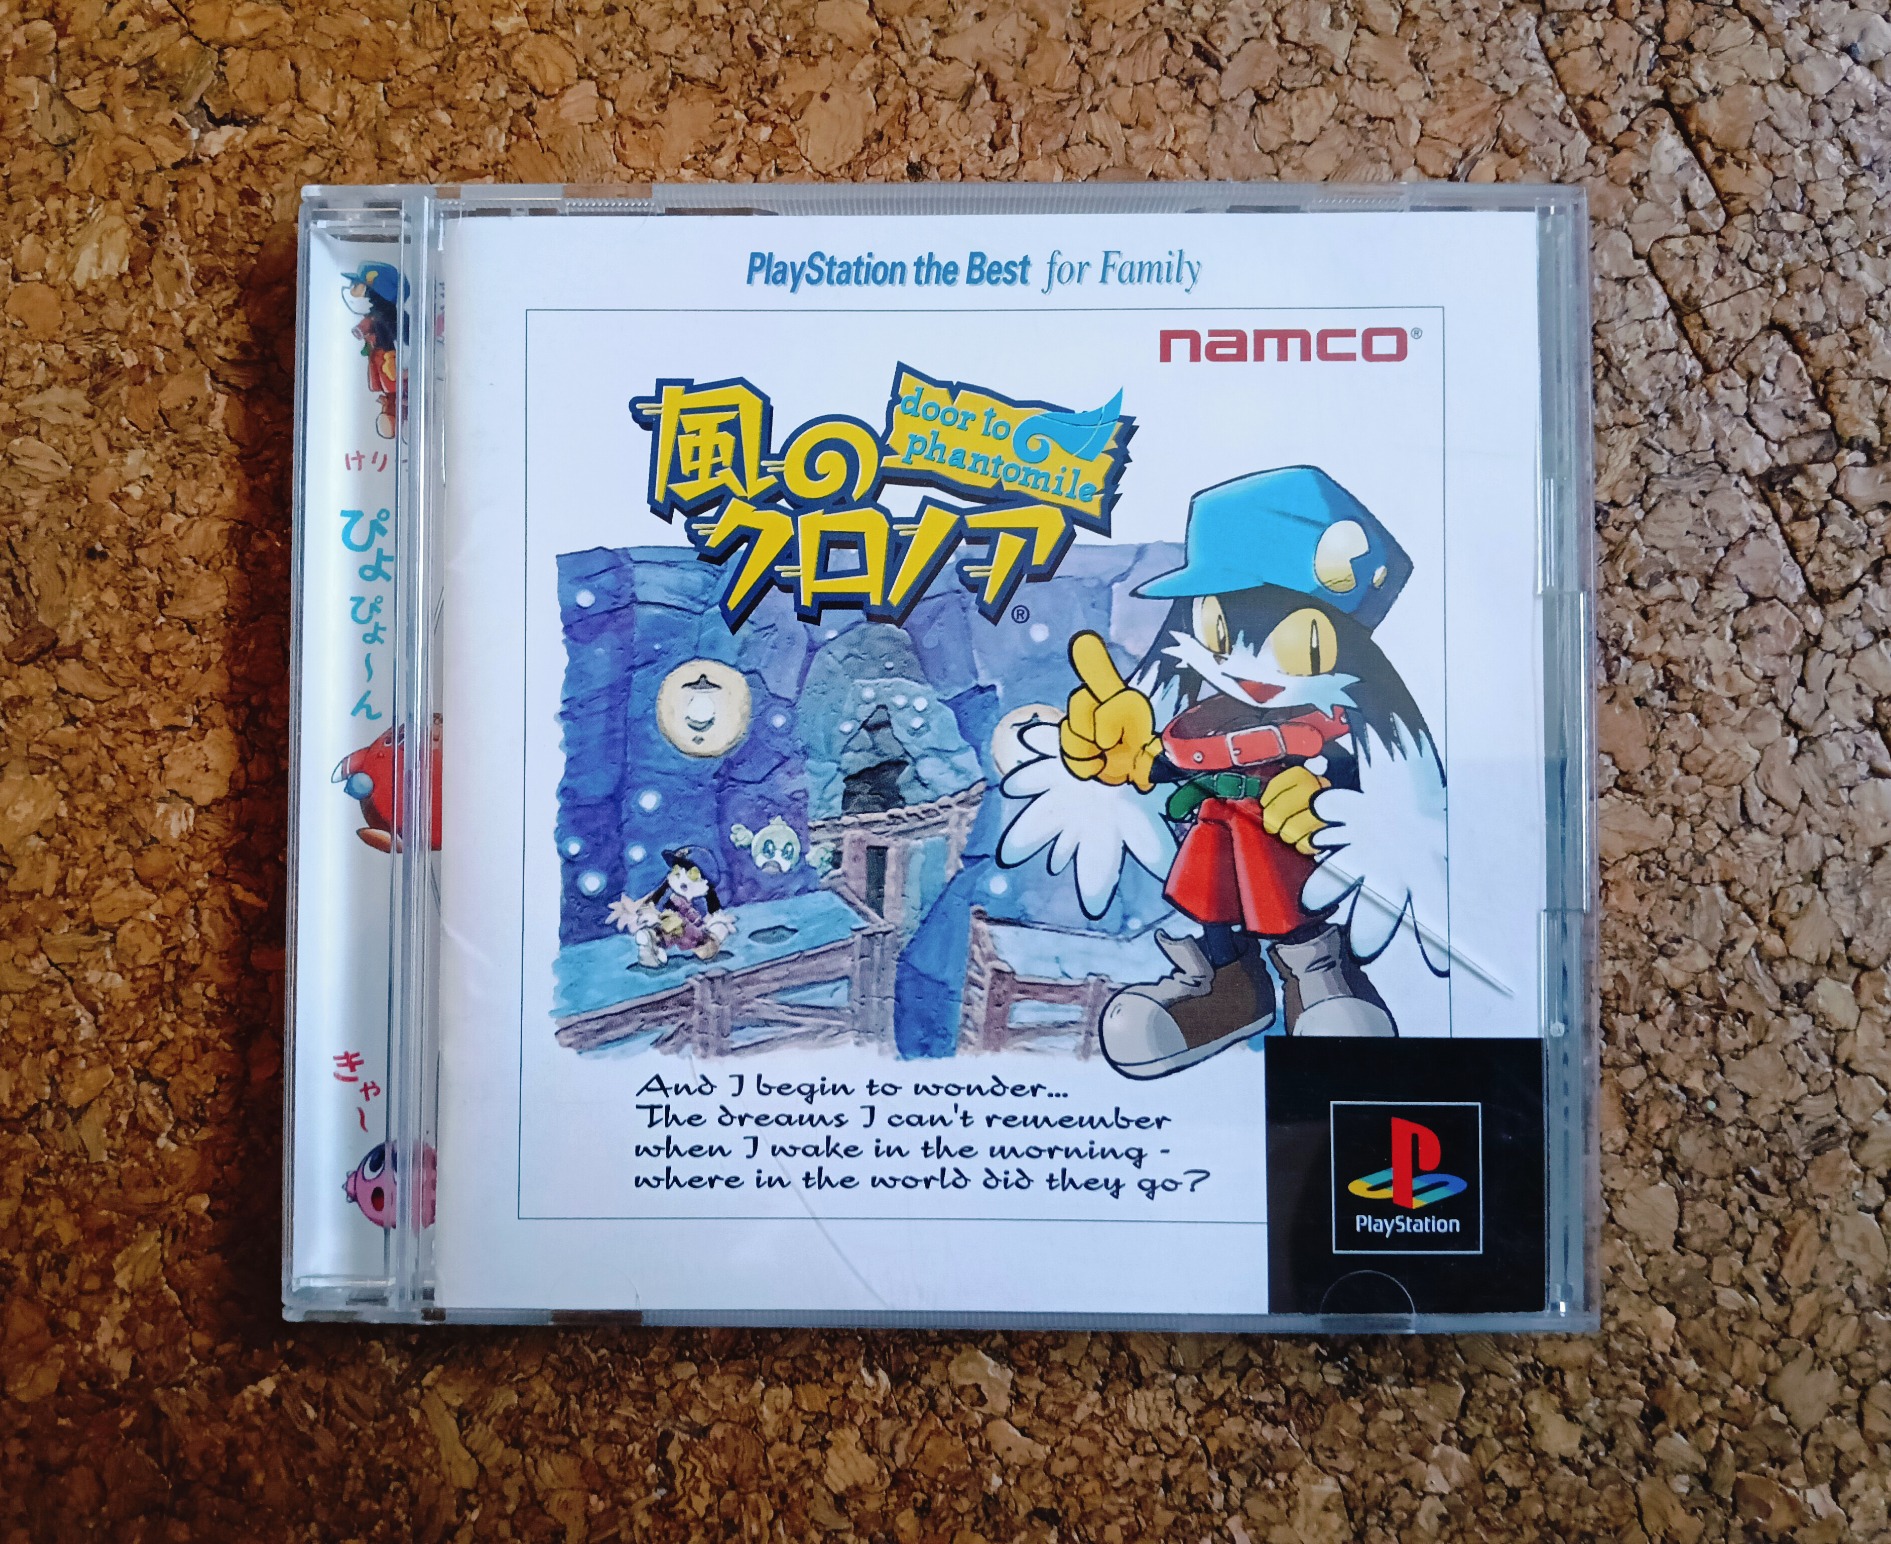 PlayStation the Best for Family
namco®
風の
クロノア
door to
phantomile
®
And I begin to wonder...
The dreams I can't remember
when I wake in the morning -
where in the world did they go?
PlayStation
けり
ぴょぴょ〜ん
きゃ〜